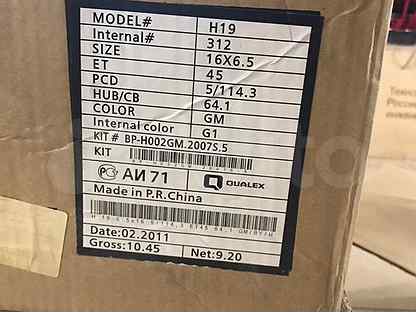 MODEL# H19
Internal# 312
SIZE 16X6.5
ET 45
PCD 5/114.3
HUB/CB 64.1
COLOR GM
Internal color G1
KIT # BP-H002GM.2007S.5
KIT
РСТ АИ 71 QUALEX
Made in P.R.China
Date:02.2011
Gross:10.45 Net:9.20